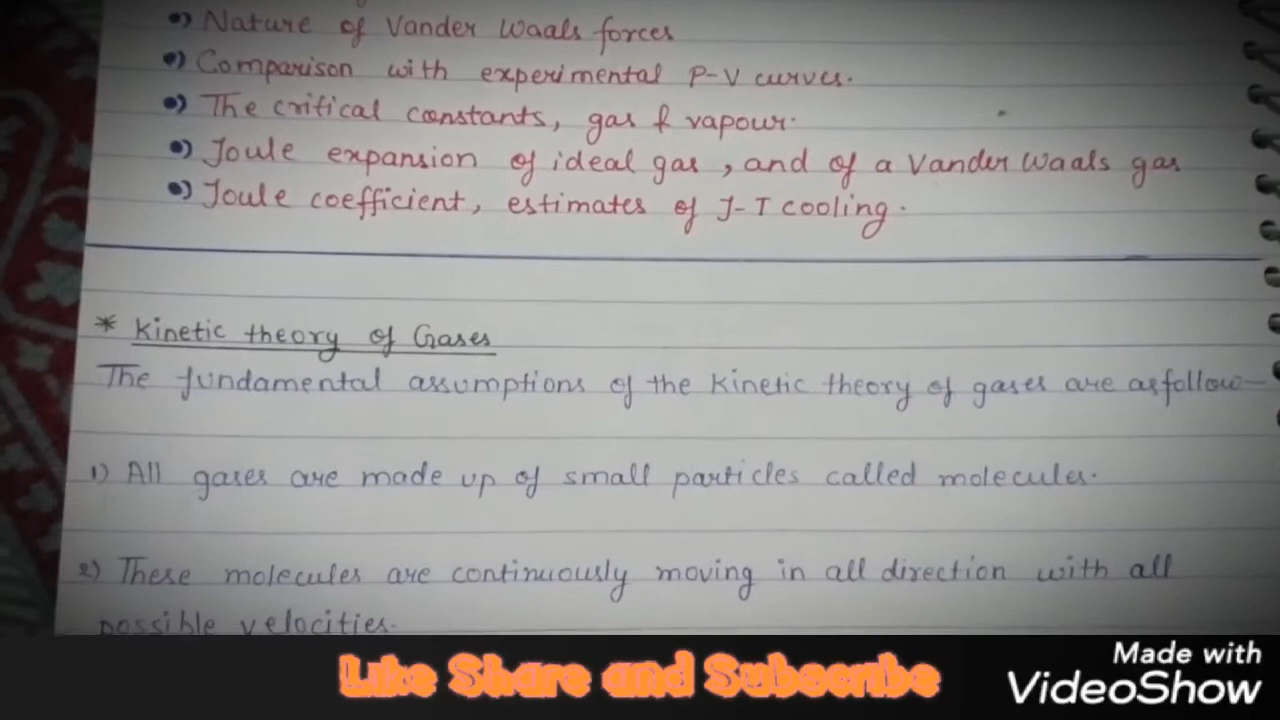 •) Nature of Vander Waals forces
•) Comparison with experimental P-V curves.
•) The critical constants, gas & vapour.
•) Joule expansion of ideal gas, and of a Vander Waals gas
•) Joule coefficient, estimates of J-T cooling.
* Kinetic theory of Gases
The fundamental assumptions of the Kinetic theory of gases are as follow—
1) All gases are made up of small particles called molecules.
2) These molecules are continuously moving in all direction with all
possible velocities.
Like Share and Subscribe
Made with
VideoShow